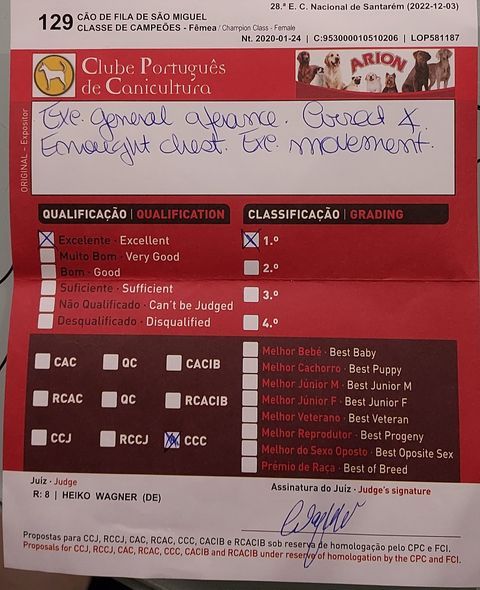 28.ª E. C. Nacional de Santarém (2022-12-03)
129 CÃO DE FILA DE SÃO MIGUEL
CLASSE DE CAMPEÕES - Fêmea / Champion Class - Female
Nt. 2020-01-24 | C:953000010510206 | LOP581187
Clube Português
de Canicultura
ARION
ORIGINAL - Expositor
Exc. general aferance. Correct
Enought chest. Exc. movement.
QUALIFICAÇÃO | QUALIFICATION
CLASSIFICAÇÃO | GRADING
Excelente · Excellent
Muito Bom · Very Good
Bom · Good
Suficiente · Sufficient
Não Qualificado · Can't be Judged
Desqualificado · Disqualified
1.º
2.º
3.º
4.º
CAC QC CACIB
RCAC QC RCACIB
CCJ RCCJ CCC
Melhor Bebé · Best Baby
Melhor Cachorro · Best Puppy
Melhor Júnior M · Best Junior M
Melhor Júnior F · Best Junior F
Melhor Veterano · Best Veteran
Melhor Reprodutor · Best Progeny
Melhor do Sexo Oposto · Best Oposite Sex
Prémio de Raça · Best of Breed
Juíz · Judge
R: 8 | HEIKO WAGNER (DE)
Assinatura do Juíz · Judge's signature
Wagner
Propostas para CCJ, RCCJ, CAC, RCAC, CCC, CACIB e RCACIB sob reserva de homologação pelo CPC e FCI.
Proposals for CCJ, RCCJ, CAC, RCAC, CCC, CACIB and RCACIB under reserve of homologation by the CPC and FCI.